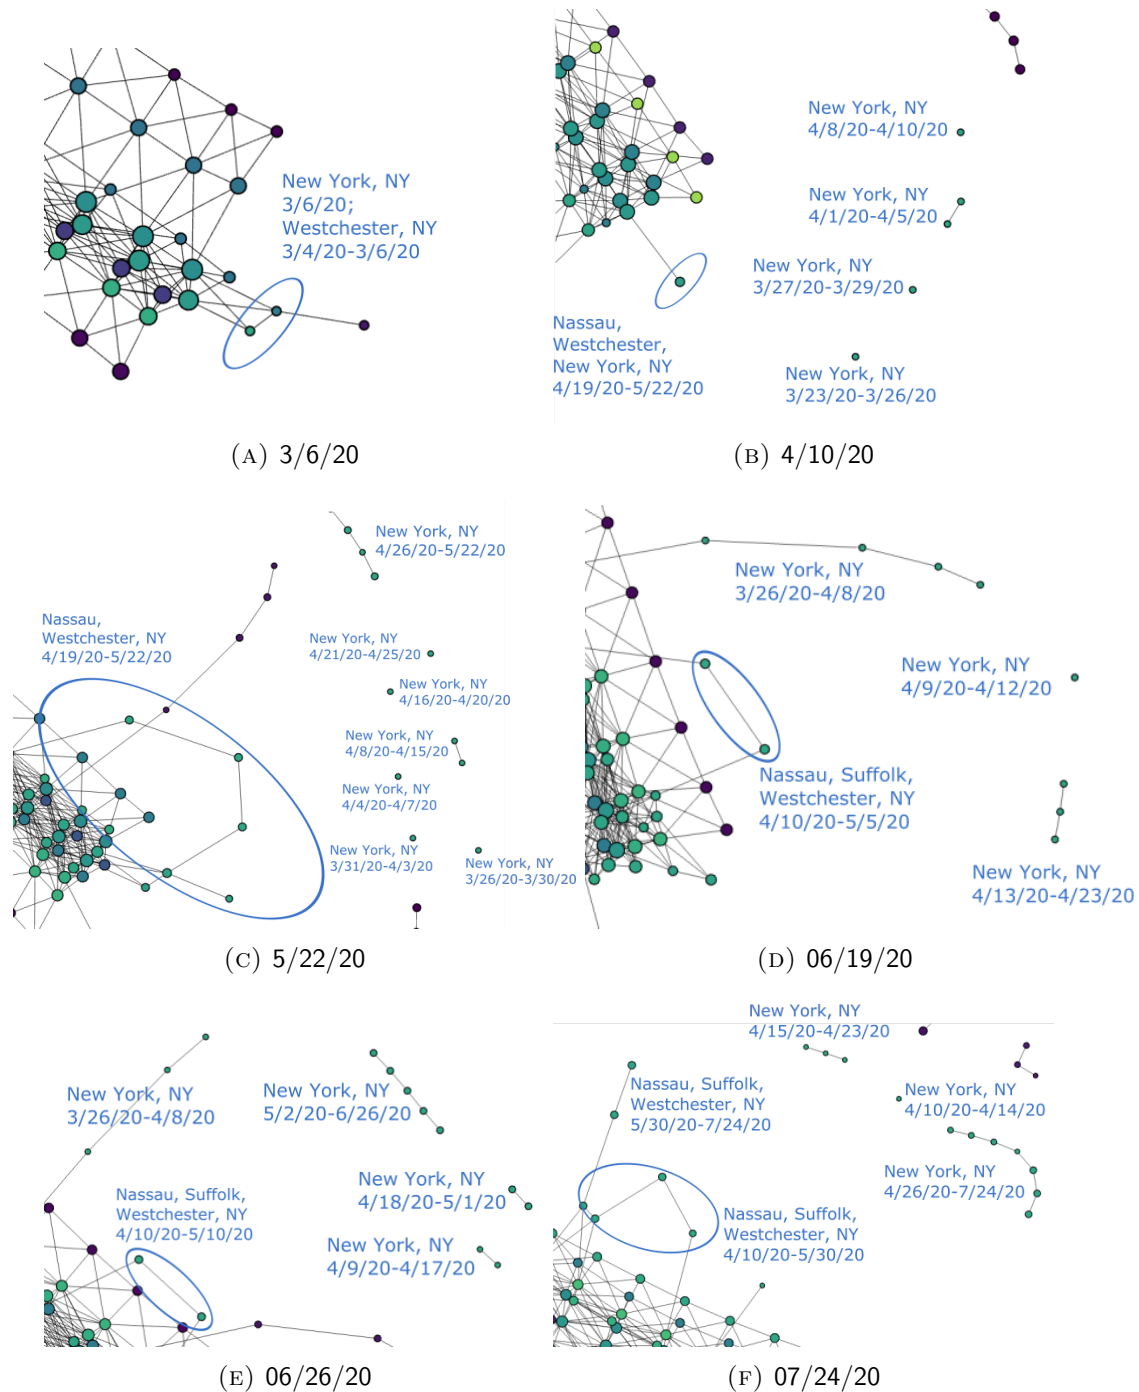 New York, NY
3/6/20;
Westchester, NY
3/4/20-3/6/20
(A) 3/6/20
New York, NY
4/8/20-4/10/20
New York, NY
4/1/20-4/5/20
New York, NY
3/27/20-3/29/20
Nassau,
Westchester,
New York, NY
4/19/20-5/22/20
New York, NY
3/23/20-3/26/20
(B) 4/10/20
New York, NY
4/26/20-5/22/20
Nassau,
Westchester, NY
4/19/20-5/22/20
New York, NY
4/21/20-4/25/20
New York, NY
4/16/20-4/20/20
New York, NY
4/8/20-4/15/20
New York, NY
4/4/20-4/7/20
New York, NY
3/31/20-4/3/20
New York, NY
3/26/20-3/30/20
(C) 5/22/20
New York, NY
3/26/20-4/8/20
New York, NY
4/9/20-4/12/20
Nassau, Suffolk,
Westchester, NY
4/10/20-5/5/20
New York, NY
4/13/20-4/23/20
(D) 06/19/20
New York, NY
3/26/20-4/8/20
New York, NY
5/2/20-6/26/20
Nassau, Suffolk,
Westchester, NY
4/10/20-5/10/20
New York, NY
4/18/20-5/1/20
New York, NY
4/9/20-4/17/20
(E) 06/26/20
New York, NY
4/15/20-4/23/20
Nassau, Suffolk,
Westchester, NY
5/30/20-7/24/20
New York, NY
4/10/20-4/14/20
New York, NY
4/26/20-7/24/20
Nassau, Suffolk,
Westchester, NY
4/10/20-5/30/20
(F) 07/24/20